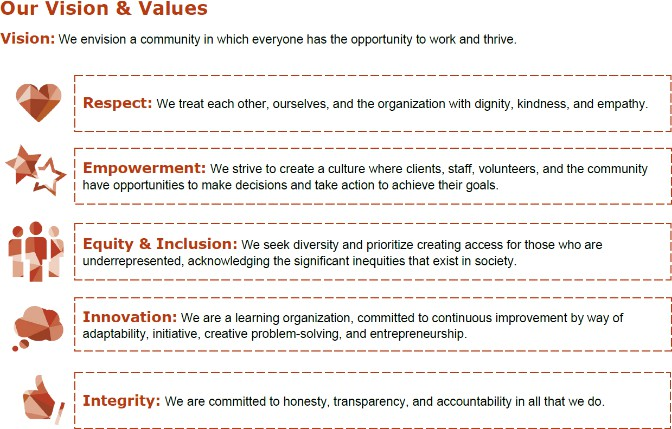 Our Vision & Values
Vision: We envision a community in which everyone has the opportunity to work and thrive.
Respect: We treat each other, ourselves, and the organization with dignity, kindness, and empathy.
Empowerment: We strive to create a culture where clients, staff, volunteers, and the community
have opportunities to make decisions and take action to achieve their goals.
Equity & Inclusion: We seek diversity and prioritize creating access for those who are
underrepresented, acknowledging the significant inequities that exist in society.
Innovation: We are a learning organization, committed to continuous improvement by way of
adaptability, initiative, creative problem-solving, and entrepreneurship.
Integrity: We are committed to honesty, transparency, and accountability in all that we do.